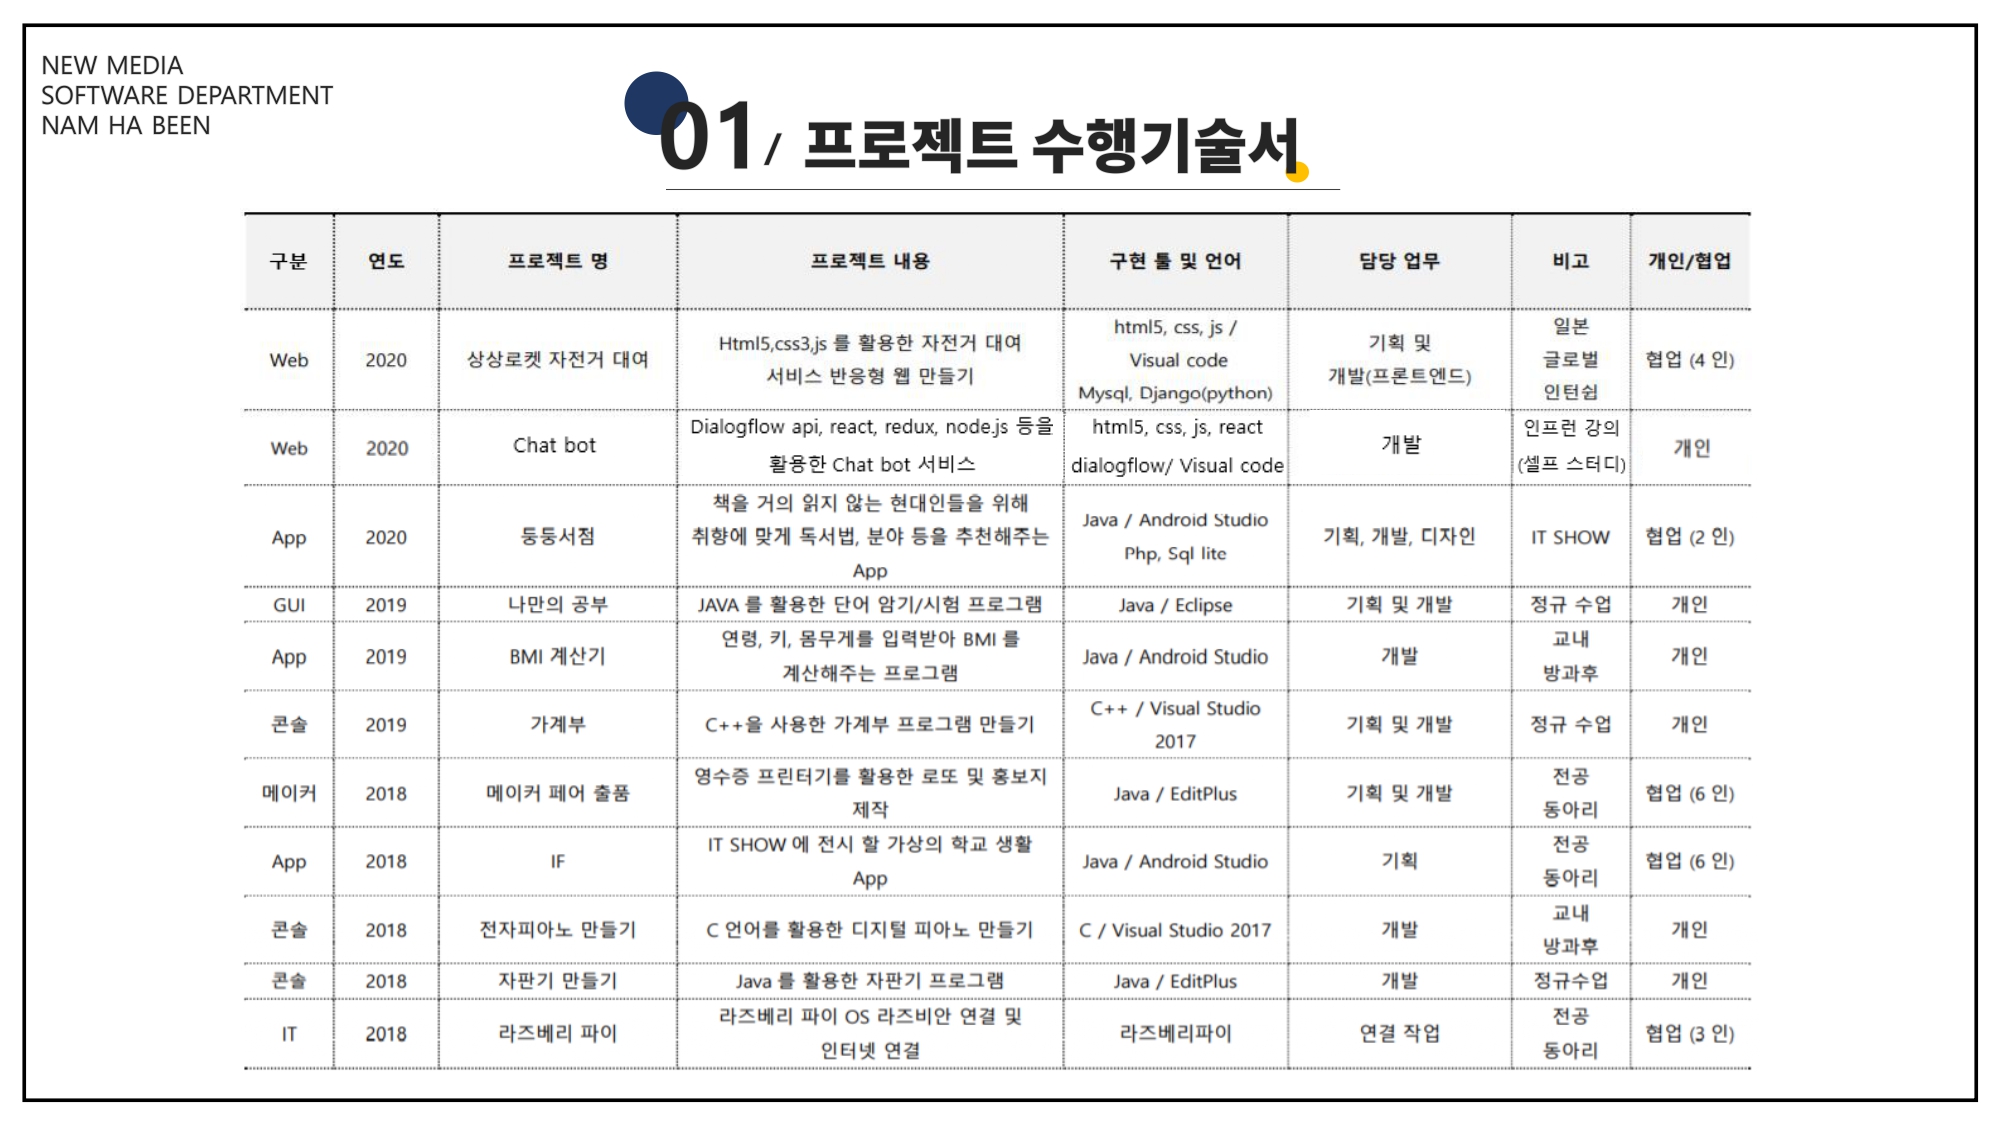 NEW MEDIA
SOFTWARE DEPARTMENT
NAM HA BEEN
01/ 프로젝트 수행기술서
구분 연도 프로젝트 명 프로젝트 내용 구현 툴 및 언어 담당 업무 비고 개인/협업
Web 2020 상상로켓 자전거 대여
Html5,css3,js 를 활용한 자전거 대여
서비스 반응형 웹 만들기
html5, css, js /
Visual code
Mysql, Django(python)
기획 및
개발(프론트엔드)
일본
글로벌
인턴쉽
협업 (4 인)
Web 2020 Chat bot
Dialogflow api, react, redux, node.js 등을
활용한 Chat bot 서비스
html5, css, js, react
dialogflow/ Visual code
개발
인프런 강의
(셀프 스터디)
개인
App 2020 둥둥서점
책을 거의 읽지 않는 현대인들을 위해
취향에 맞게 독서법, 분야 등을 추천해주는
App
Java / Android Studio
Php, Sql lite
기획, 개발, 디자인
IT SHOW
협업 (2 인)
GUI 2019 나만의 공부 JAVA 를 활용한 단어 암기/시험 프로그램 Java / Eclipse 기획 및 개발 정규 수업 개인
App 2019 BMI 계산기
연령, 키, 몸무게를 입력받아 BMI 를
계산해주는 프로그램
Java / Android Studio
개발
교내
방과후
개인
콘솔 2019 가계부 C++을 사용한 가계부 프로그램 만들기
C++ / Visual Studio
2017
기획 및 개발 정규 수업 개인
메이커 2018 메이커 페어 출품
영수증 프린터기를 활용한 로또 및 홍보지
제작
Java / EditPlus
기획 및 개발
전공
동아리
협업 (6 인)
App 2018 IF
IT SHOW 에 전시 할 가상의 학교 생활
App
Java / Android Studio
기획
전공
동아리
협업 (6 인)
콘솔 2018 전자피아노 만들기 C 언어를 활용한 디지털 피아노 만들기 C / Visual Studio 2017 개발
교내
방과후
개인
콘솔 2018 자판기 만들기 Java 를 활용한 자판기 프로그램 Java / EditPlus 개발 정규수업 개인
IT 2018 라즈베리 파이
라즈베리 파이 OS 라즈비안 연결 및
인터넷 연결
라즈베리파이
연결 작업
전공
동아리
협업 (3 인)